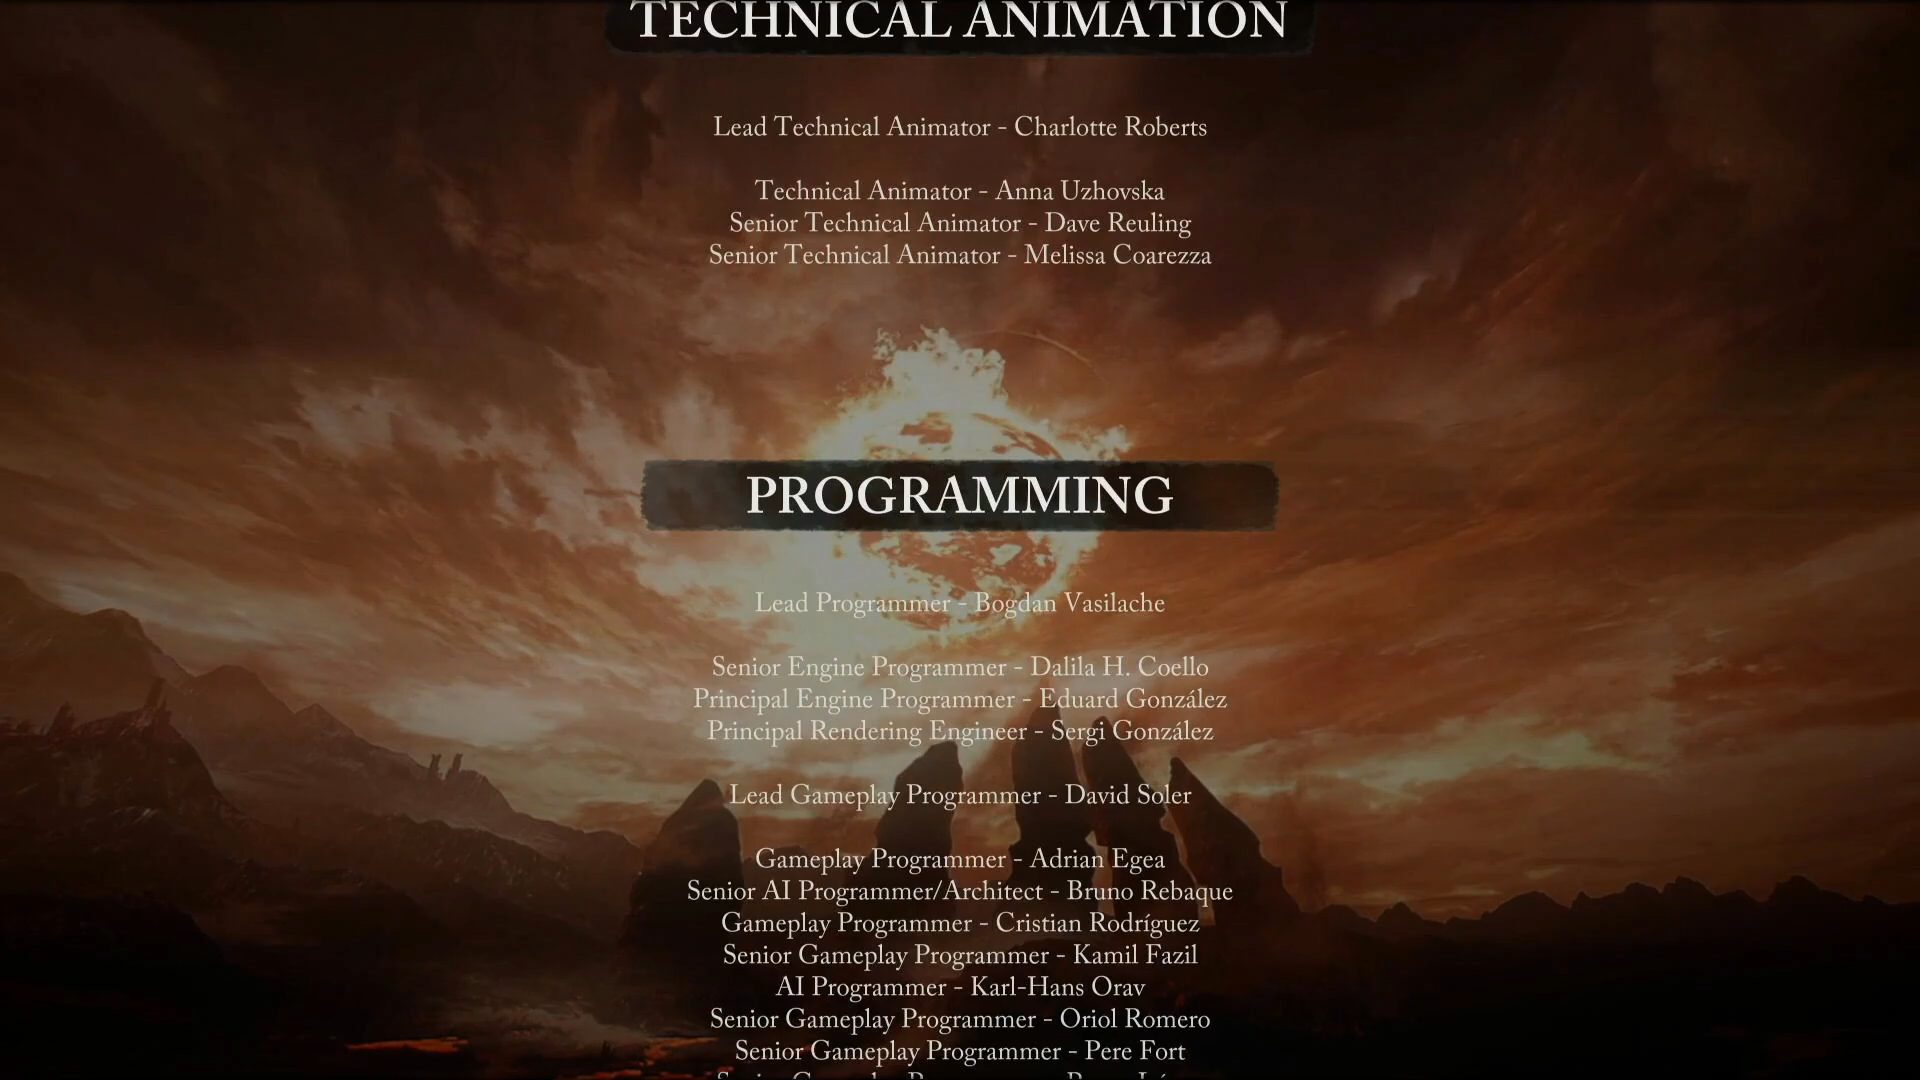 TECHNICAL ANIMATION
Lead Technical Animator - Charlotte Roberts
Technical Animator - Anna Uzhovska
Senior Technical Animator - Dave Reuling
Senior Technical Animator - Melissa Coarezza
PROGRAMMING
Lead Programmer - Bogdan Vasilache
Senior Engine Programmer - Dalila H. Coello
Principal Engine Programmer - Eduard González
Principal Rendering Engineer - Sergi González
Lead Gameplay Programmer - David Soler
Gameplay Programmer - Adrian Egea
Senior AI Programmer/Architect - Bruno Rebaque
Gameplay Programmer - Cristian Rodríguez
Senior Gameplay Programmer - Kamil Fazil
AI Programmer - Karl-Hans Orav
Senior Gameplay Programmer - Oriol Romero
Senior Gameplay Programmer - Pere Fort